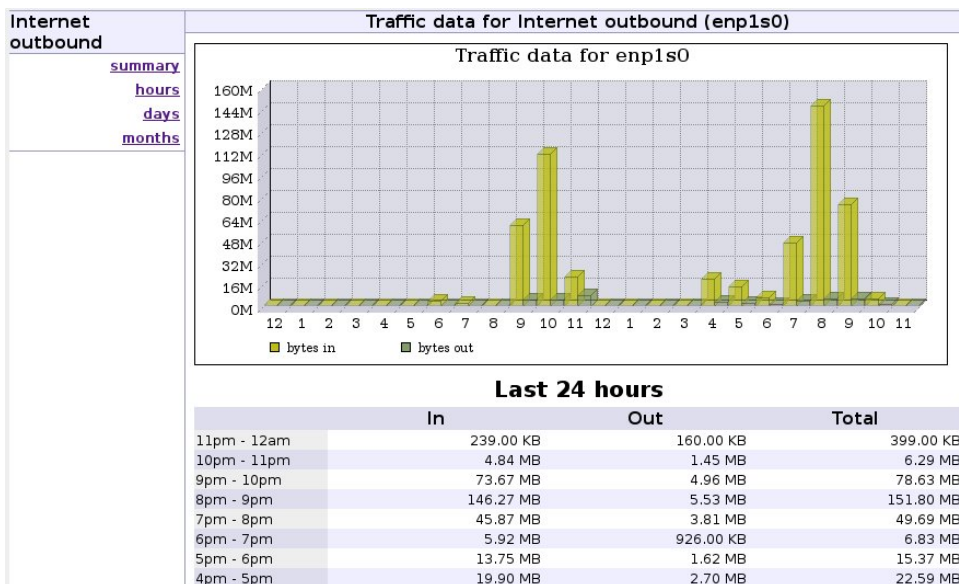 Internet
outbound
summary
hours
days
months
Traffic data for Internet outbound (enp1s0)
Traffic data for enp1s0
160M
144M
128M
112M
96M
80M
64M
48M
32M
16M
0M
12 1 2 3 4 5 6 7 8 9 10 11 12 1 2 3 4 5 6 7 8 9 10 11
bytes in bytes out
Last 24 hours
In Out Total
11pm - 12am 239.00 KB 160.00 KB 399.00 KB
10pm - 11pm 4.84 MB 1.45 MB 6.29 MB
9pm - 10pm 73.67 MB 4.96 MB 78.63 MB
8pm - 9pm 146.27 MB 5.53 MB 151.80 MB
7pm - 8pm 45.87 MB 3.81 MB 49.69 MB
6pm - 7pm 5.92 MB 926.00 KB 6.83 MB
5pm - 6pm 13.75 MB 1.62 MB 15.37 MB
4pm - 5pm 19.90 MB 2.70 MB 22.59 MB